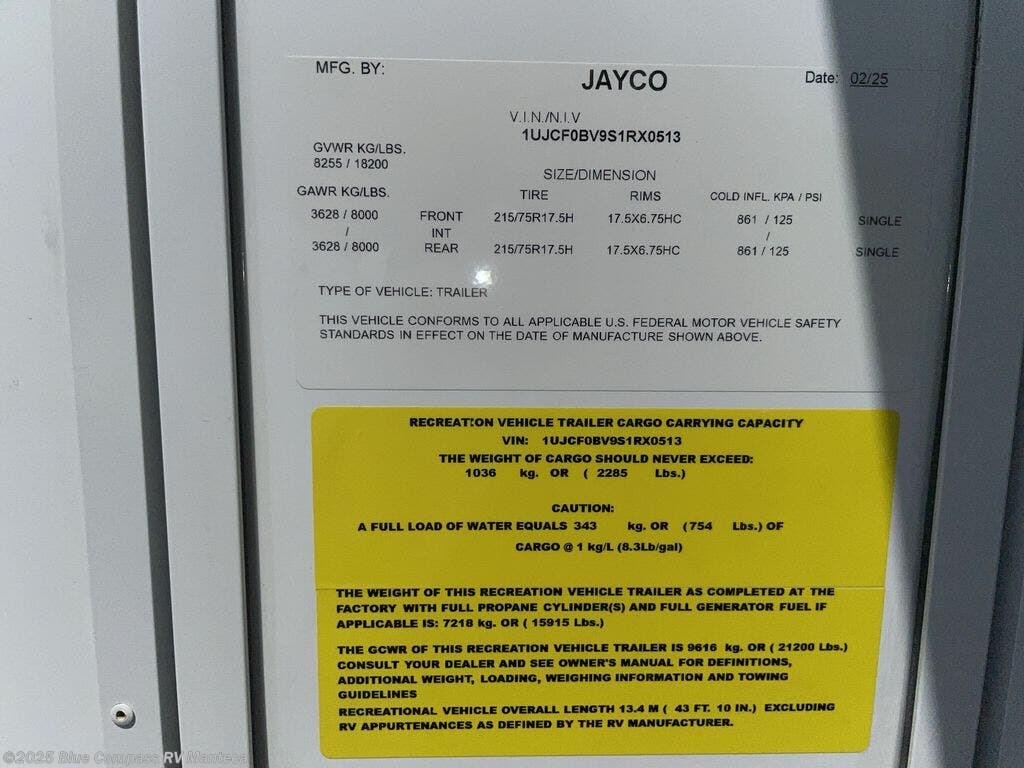 MFG. BY: JAYCO Date: 02/25
V.I.N./N.I.V
1UJCF0BV9S1RX0513
GVWR KG/LBS.
8255 / 18200
SIZE/DIMENSION
GAWR KG/LBS. TIRE RIMS COLD INFL. KPA / PSI
3628 / 8000 FRONT 215/75R17.5H 17.5X6.75HC 861 / 125 SINGLE
/ INT /
3628 / 8000 REAR 215/75R17.5H 17.5X6.75HC 861 / 125 SINGLE
TYPE OF VEHICLE: TRAILER
THIS VEHICLE CONFORMS TO ALL APPLICABLE U.S. FEDERAL MOTOR VEHICLE SAFETY
STANDARDS IN EFFECT ON THE DATE OF MANUFACTURE SHOWN ABOVE.
RECREATION VEHICLE TRAILER CARGO CARRYING CAPACITY
VIN: 1UJCF0BV9S1RX0513
THE WEIGHT OF CARGO SHOULD NEVER EXCEED:
1036 kg. OR ( 2285 Lbs.)
CAUTION:
A FULL LOAD OF WATER EQUALS 343 kg. OR (754 Lbs.) OF
CARGO @ 1 kg/L (8.3Lb/gal)
THE WEIGHT OF THIS RECREATION VEHICLE TRAILER AS COMPLETED AT THE
FACTORY WITH FULL PROPANE CYLINDER(S) AND FULL GENERATOR FUEL IF
APPLICABLE IS: 7218 kg. OR ( 15915 Lbs.)
THE GCWR OF THIS RECREATION VEHICLE TRAILER IS 9616 kg. OR ( 21200 Lbs.)
CONSULT YOUR DEALER AND SEE OWNER'S MANUAL FOR DEFINITIONS,
ADDITIONAL WEIGHT, LOADING, WEIGHING INFORMATION AND TOWING
GUIDELINES
RECREATIONAL VEHICLE OVERALL LENGTH 13.4 M ( 43 FT. 10 IN.) EXCLUDING
RV APPURTENANCES AS DEFINED BY THE RV MANUFACTURER.
©2025 Blue Compass RV Manteca